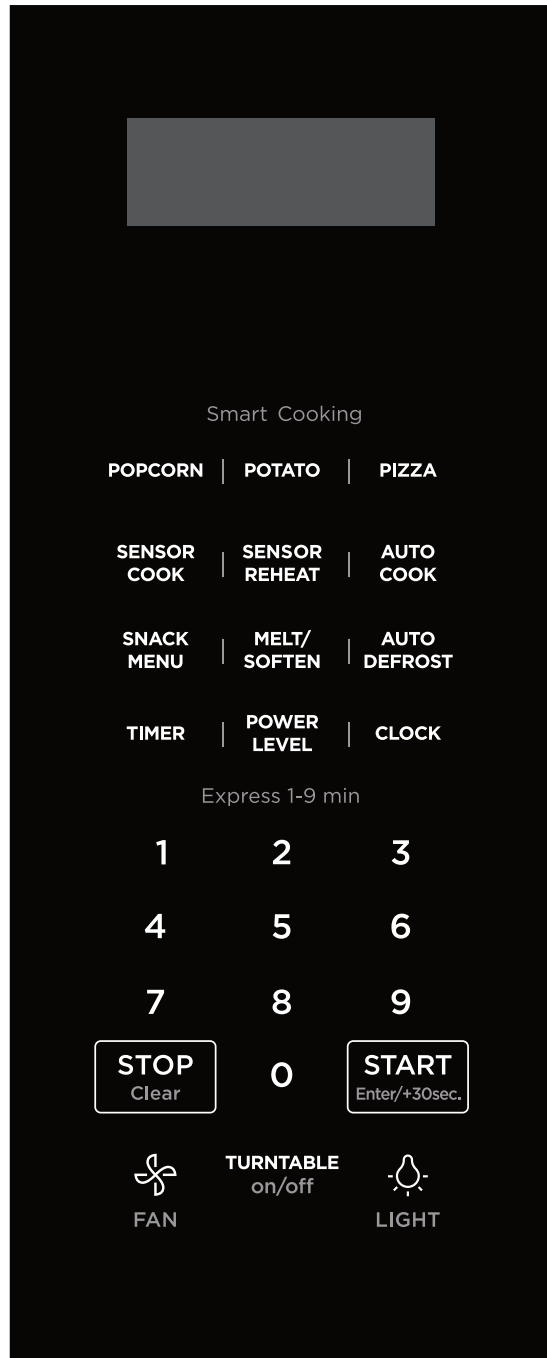 Smart Cooking
POPCORN | POTATO | PIZZA
SENSOR COOK | SENSOR REHEAT | AUTO COOK
SNACK MENU | MELT/ SOFTEN | AUTO DEFROST
TIMER | POWER LEVEL | CLOCK
Express 1-9 min
1 2 3
4 5 6
7 8 9
STOP Clear 0 START Enter/+30sec.
FAN TURNTABLE on/off LIGHT